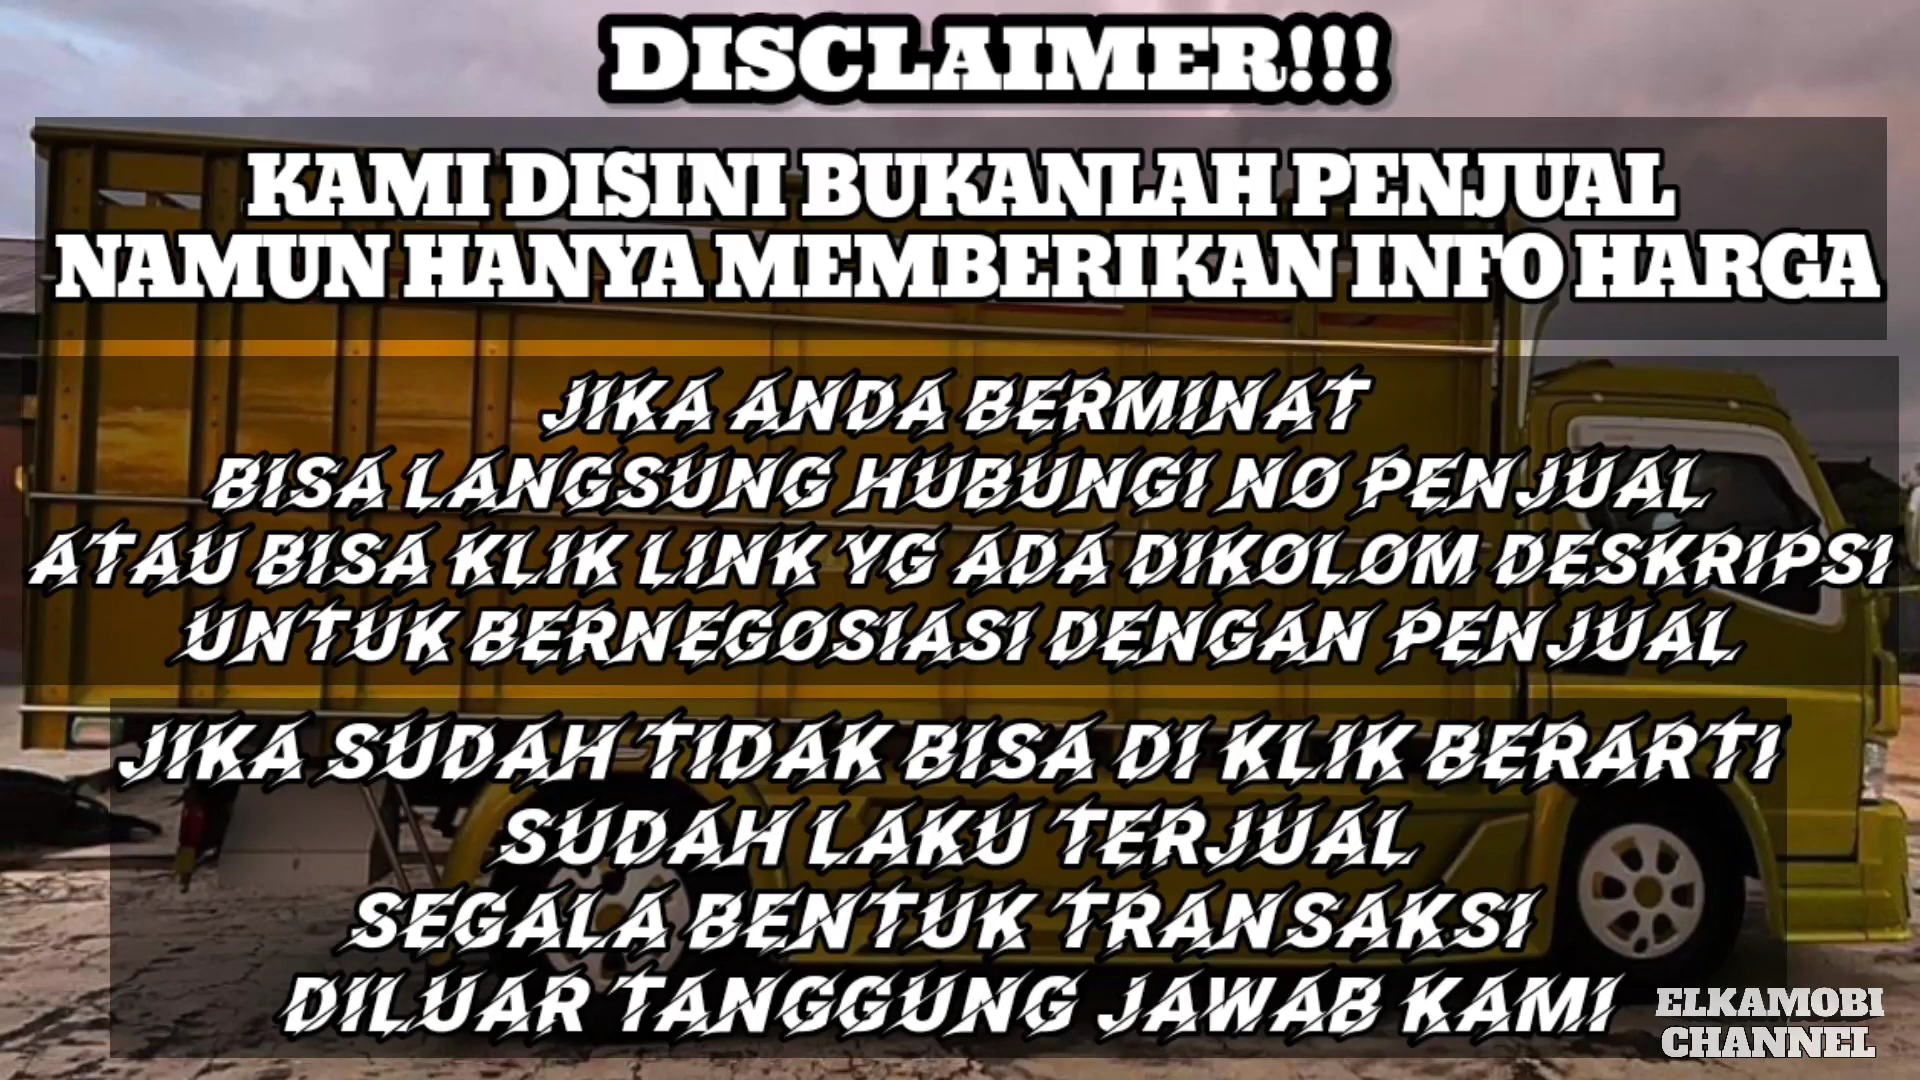 DISCLAIMER!!!
KAMI DISINI BUKANLAH PENJUAL
NAMUN HANYA MEMBERIKAN INFO HARGA
JIKA ANDA BERMINAT
BISA LANGSUNG HUBUNGI NO PENJUAL
ATAU BISA KLIK LINK YG ADA DIKOLOM DESKRIPSI
UNTUK BERNEGOSIASI DENGAN PENJUAL
JIKA SUDAH TIDAK BISA DI KLIK BERARTI
SUDAH LAKU TERJUAL
SEGALA BENTUK TRANSAKSI
DILUAR TANGGUNG JAWAB KAMI
ELKAMOBI
CHANNEL